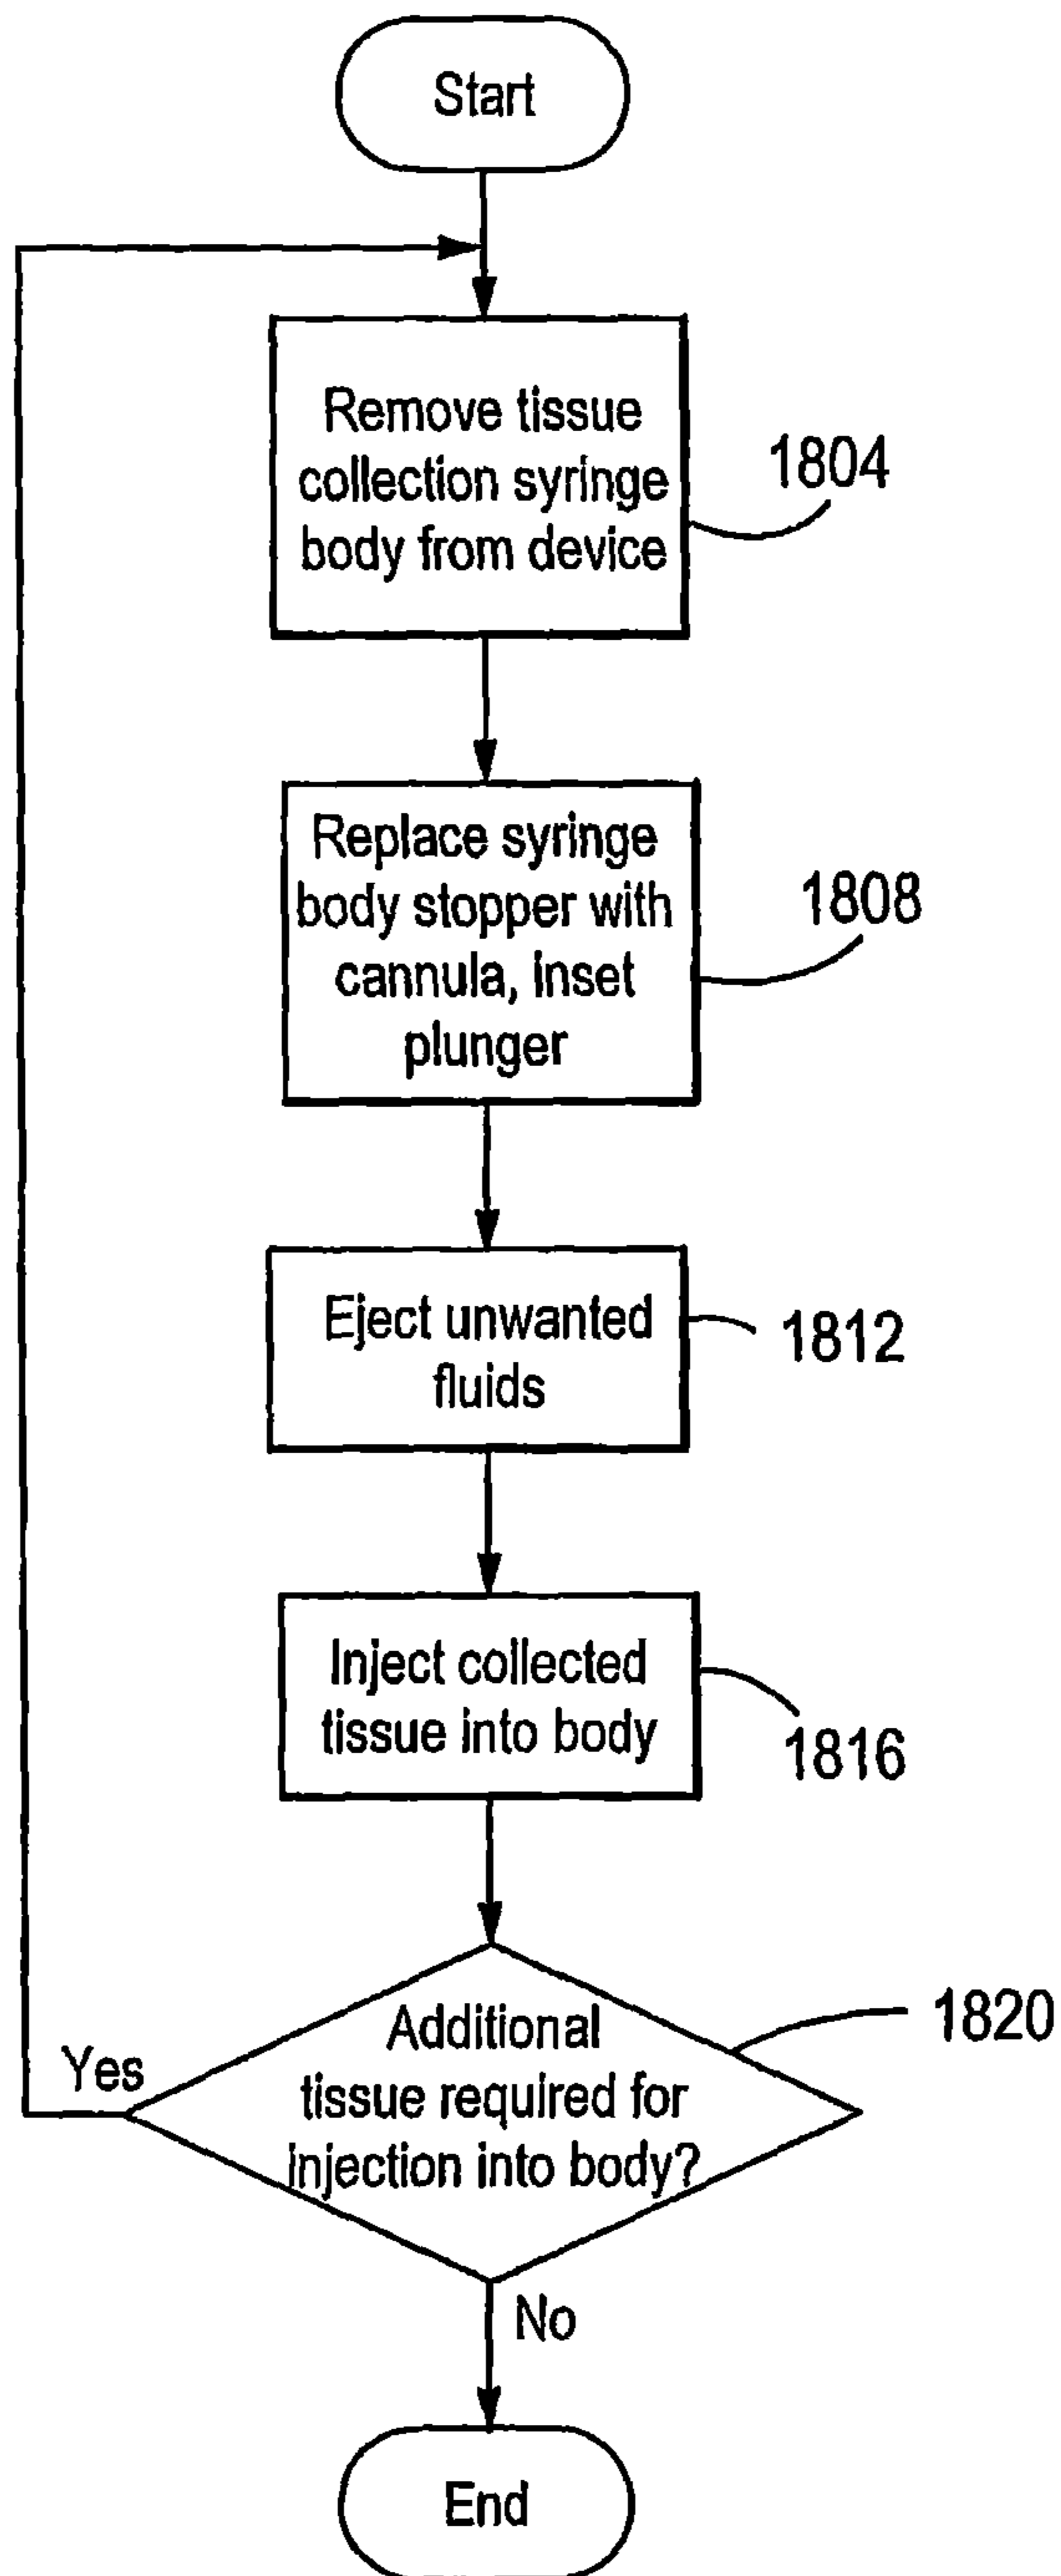 Start
Remove tissue
collection syringe
body from device
1804
Replace syringe
body stopper with
cannula, inset
plunger
1808
Eject unwanted
fluids
1812
Inject collected
tissue into body
1816
Additional
tissue required for
injection into body?
1820
Yes
No
End